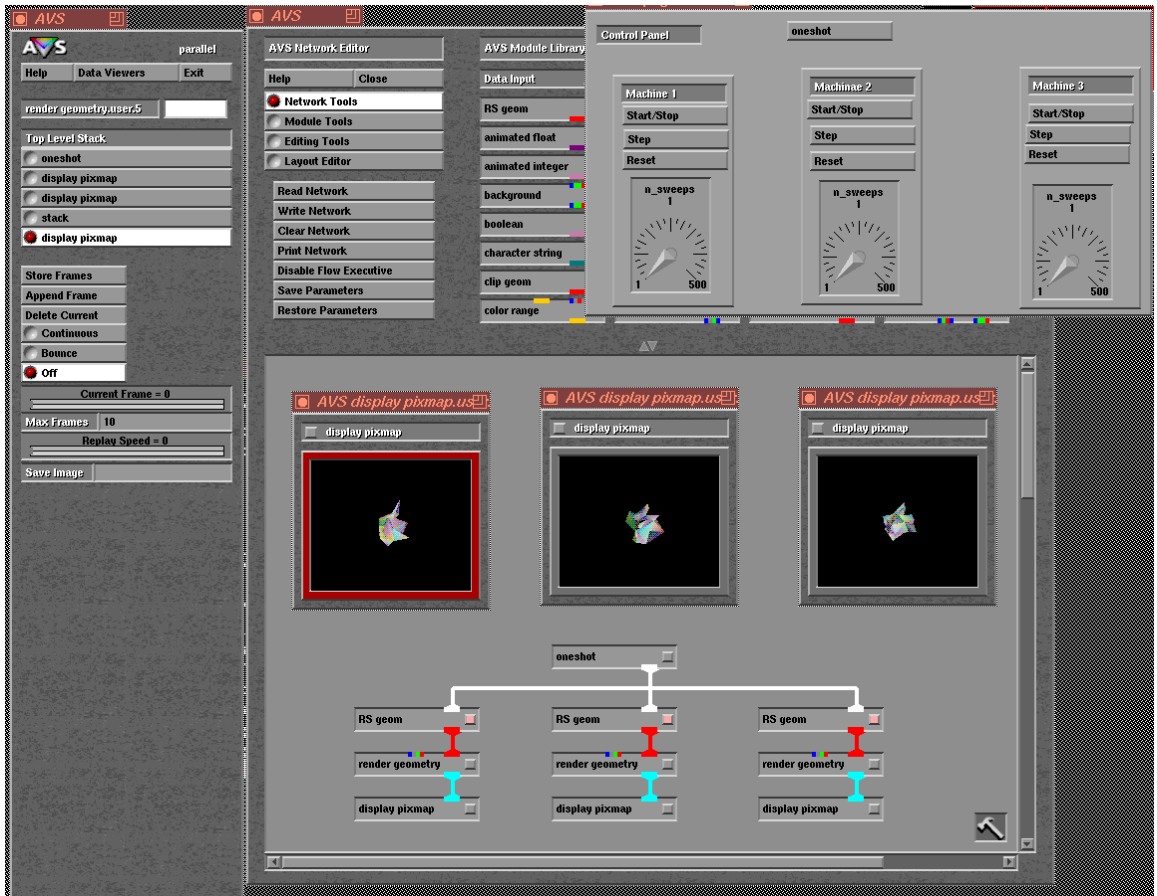 AVS
AVS
parallel
Help
Data Viewers
Exit
render geometry.user.5
Top Level Stack
oneshot
display pixmap
display pixmap
stack
display pixmap
Store Frames
Append Frame
Delete Current
Continuous
Bounce
Off
Current Frame = 0
Max Frames 10
Replay Speed = 0
Save Image
AVS
AVS Network Editor
Help
Close
Network Tools
Module Tools
Editing Tools
Layout Editor
Read Network
Write Network
Clear Network
Print Network
Disable Flow Executive
Save Parameters
Restore Parameters
AVS Module Library
Data Input
RS geom
animated float
animated integer
background
boolean
character string
clip geom
color range
Control Panel
oneshot
Machine 1
Start/Stop
Step
Reset
n_sweeps
1
1 500
Machinae 2
Start/Stop
Step
Reset
n_sweeps
1
1 500
Machine 3
Start/Stop
Step
Reset
n_sweeps
1
1 500
AVS display pixmap.us
display pixmap
AVS display pixmap.us
display pixmap
AVS display pixmap.us
display pixmap
oneshot
RS geom
RS geom
RS geom
render geometry
render geometry
render geometry
display pixmap
display pixmap
display pixmap